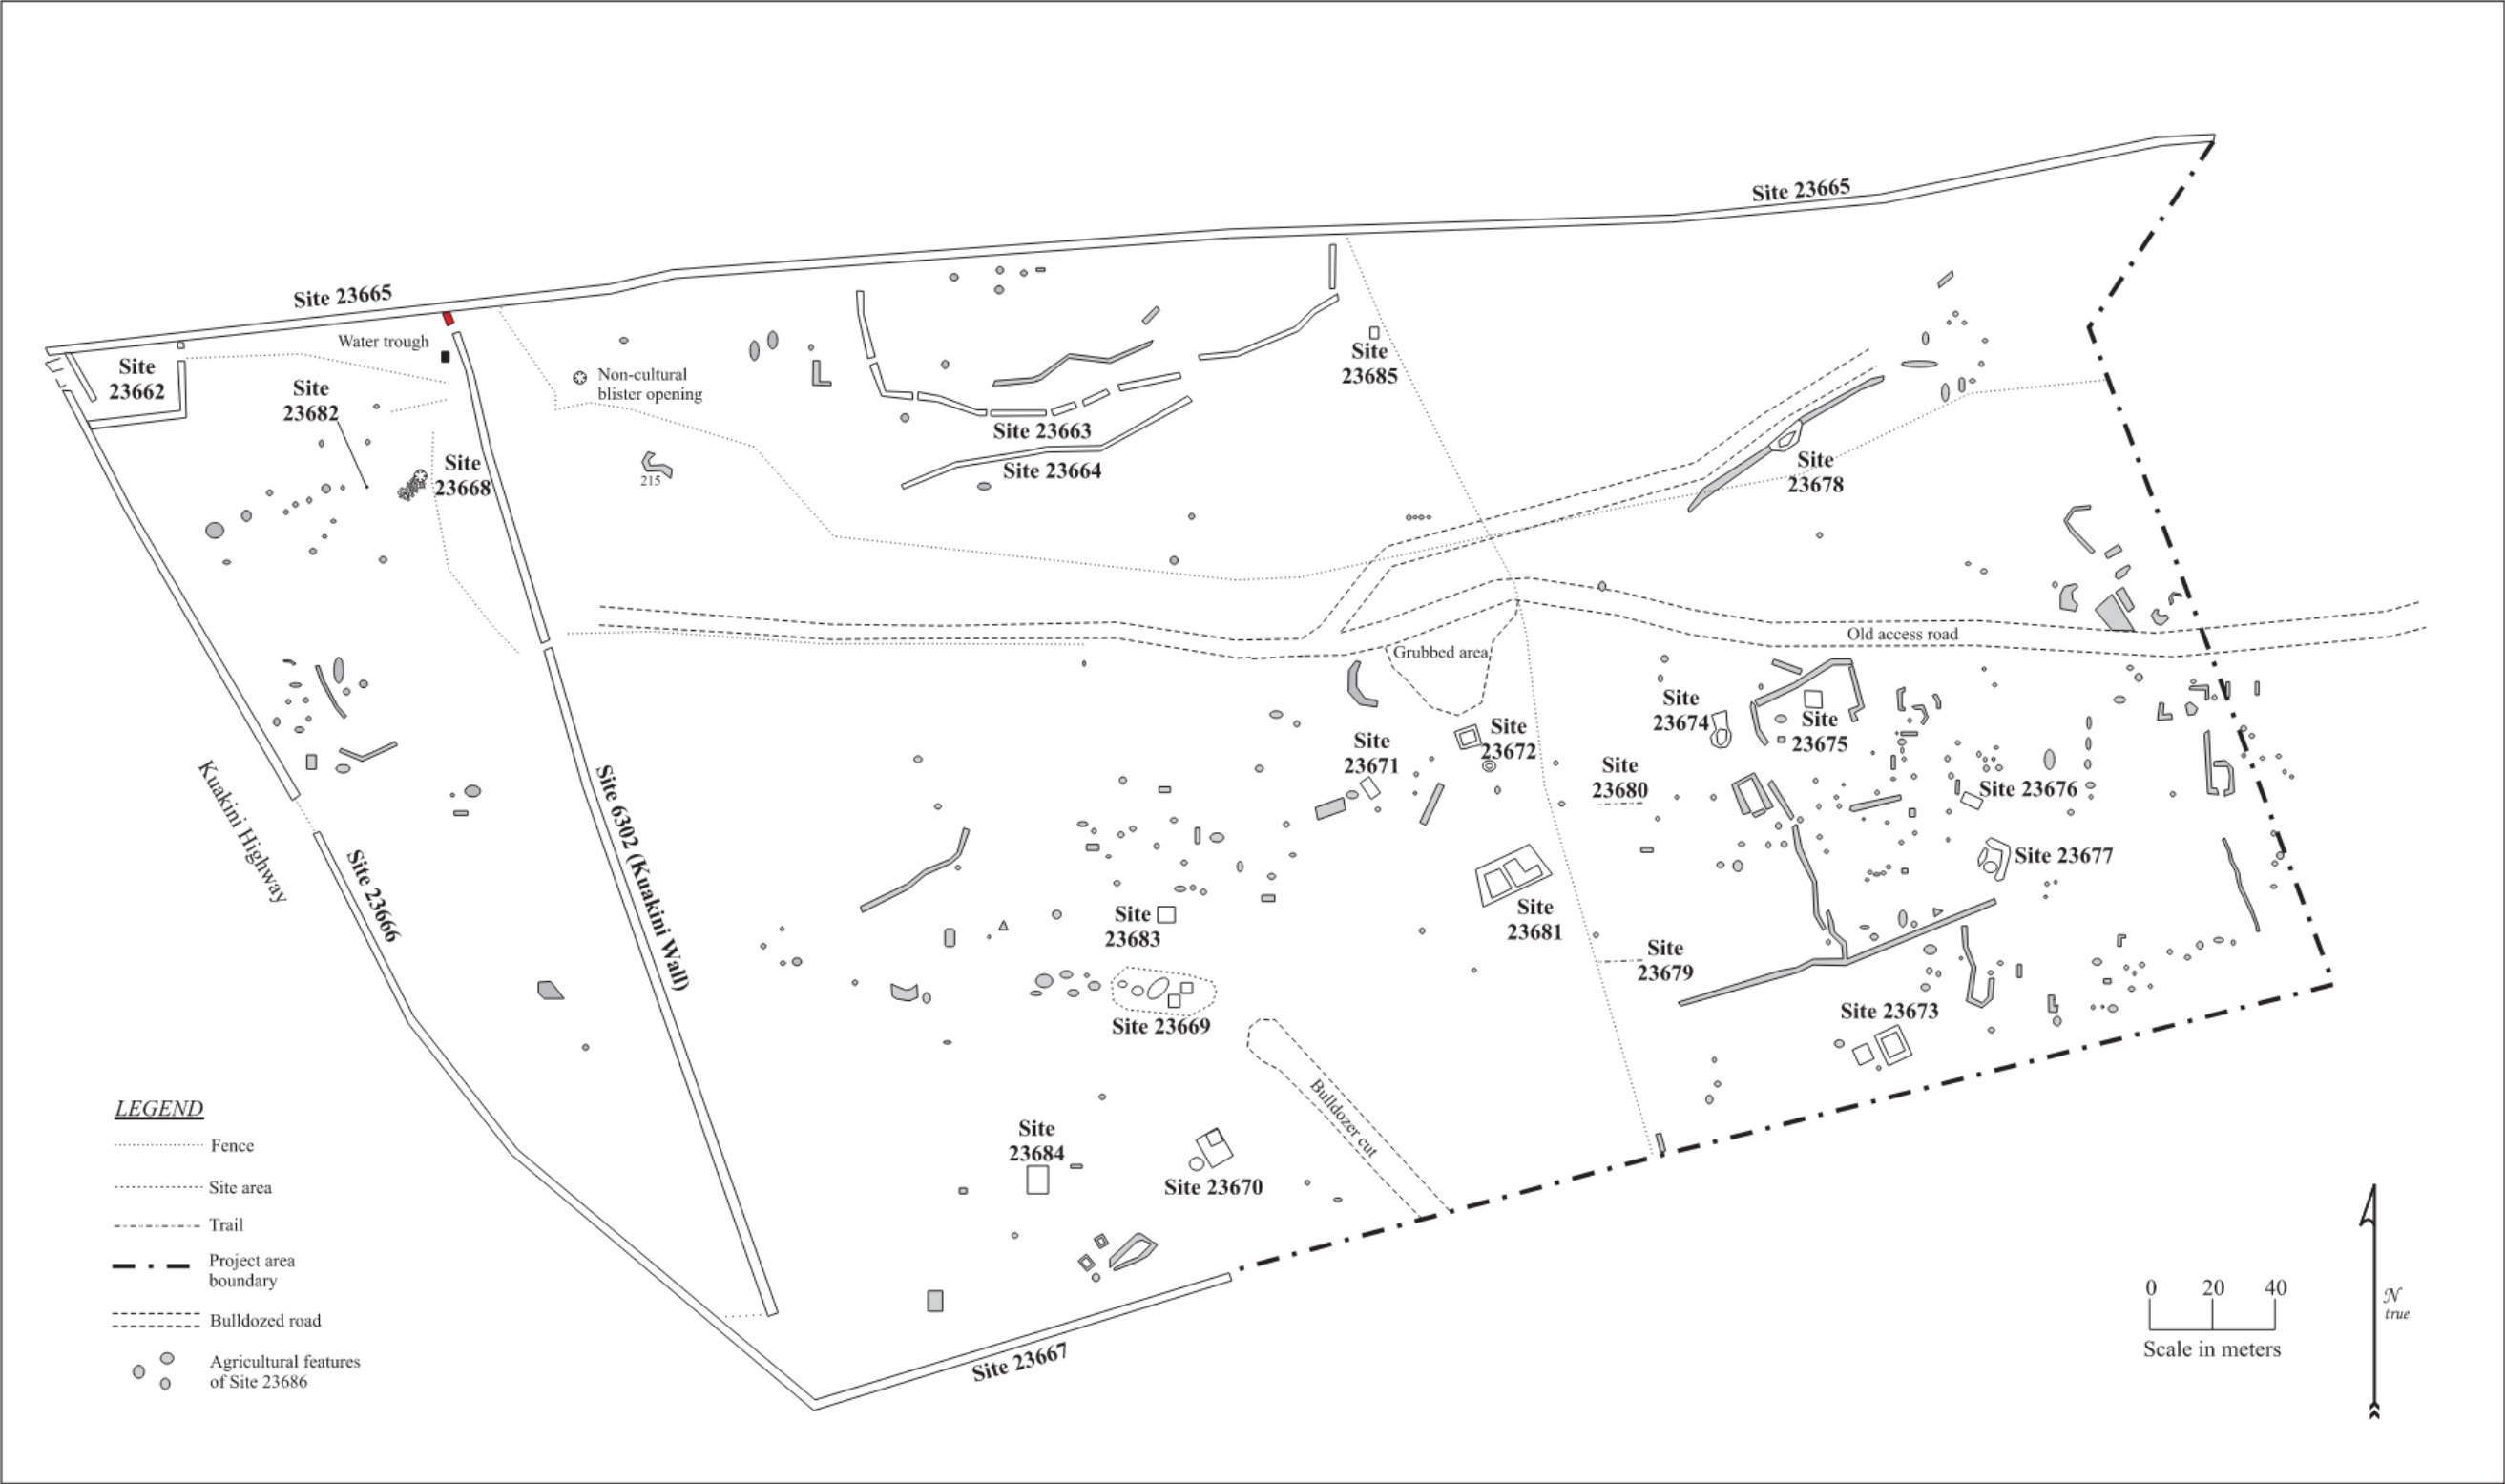 Site 23665
Site 23665
Water trough
Site
23662
Site
23682
Non-cultural
blister opening
Site
23685
Site 23663
Site 23664
Site
23668
215
Site
23678
Old access road
Grubbed area
Site
23674
Site
23675
Site
23672
Site
23671
Site
23680
Site 23676
Kuakini Highway
Site 6302 (Kuakini Wall)
Site 23666
Site 23677
Site
23683
Site
23681
Site
23679
Site 23669
Site 23673
Bulldozer cut
Site
23684
Site 23670
Site 23667
LEGEND
Fence
Site area
Trail
Project area
boundary
Bulldozed road
Agricultural features
of Site 23686
0 20 40
Scale in meters
N
true